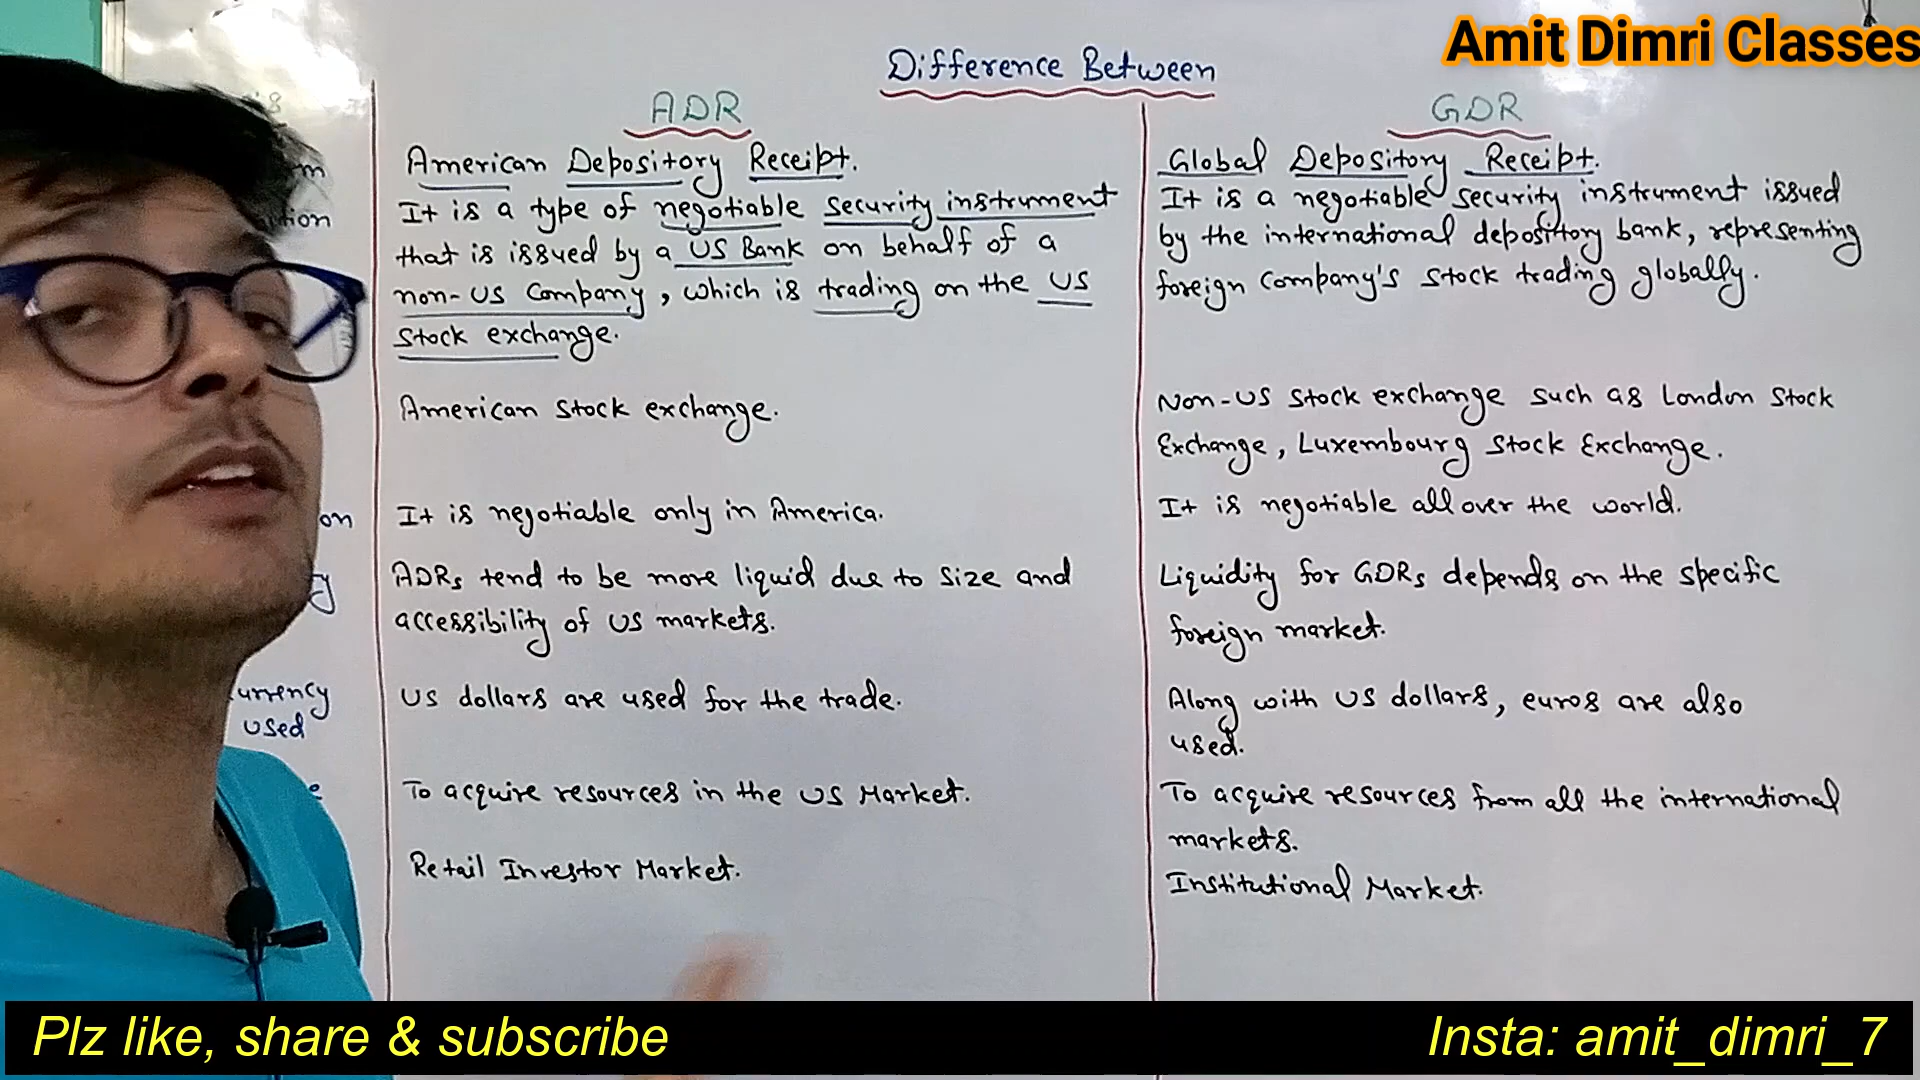 Amit Dimri Classes
Difference Between
ADR
GDR
American Depository Receipt.
It is a type of negotiable security instrument
that is issued by a US Bank on behalf of a
non-US Company, which is trading on the US
stock exchange.
Global Depository Receipt.
It is a negotiable security instrument issued
by the international depository bank, representing
foreign company's stock trading globally.
American stock exchange.
Non-US stock exchange such as London Stock
Exchange, Luxembourg Stock Exchange.
It is negotiable only in America.
It is negotiable all over the world.
ADRs tend to be more liquid due to size and
accessibility of US markets.
Liquidity for GDRs depends on the specific
foreign market.
urrency
used
US dollars are used for the trade.
Along with US dollars, euros are also
used.
To acquire resources in the US Market.
To acquire resources from all the international
markets.
Retail Investor Market.
Institutional Market.
Plz like, share & subscribe
Insta: amit_dimri_7